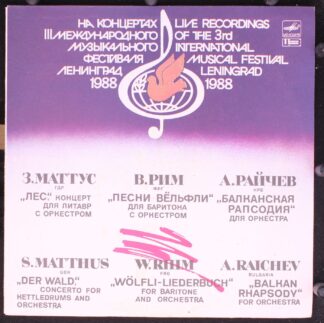 НА КОНЦЕРТАХ
III МЕЖДУНАРОДНОГО
МУЗЫКАЛЬНОГО
ФЕСТИВАЛЯ
ЛЕНИНГРАД
1988
LIVE RECORDINGS
OF THE 3rd
INTERNATIONAL
MUSICAL FESTIVAL
LENINGRAD
1988
З. МАТТУС
ГДР
„ЛЕС“. КОНЦЕРТ
ДЛЯ ЛИТАВР
С ОРКЕСТРОМ
В. РИМ
ФРГ
„ПЕСНИ ВЁЛЬФЛИ“
ДЛЯ БАРИТОНА
С ОРКЕСТРОМ
А. РАЙЧЕВ
НРБ
„БАЛКАНСКАЯ
РАПСОДИЯ“
ДЛЯ ОРКЕСТРА
S. MATTHUS
GDR
„DER WALD,“
CONCERTO FOR
KETTLEDRUMS AND
ORCHESTRA
W. RIHM
FRG
„WÖLFLI-LIEDERBUCH“
FOR BARITONE
AND ORCHESTRA
A. RAICHEV
BULGARIA
„BALKAN
RHAPSODY“
FOR ORCHESTRA